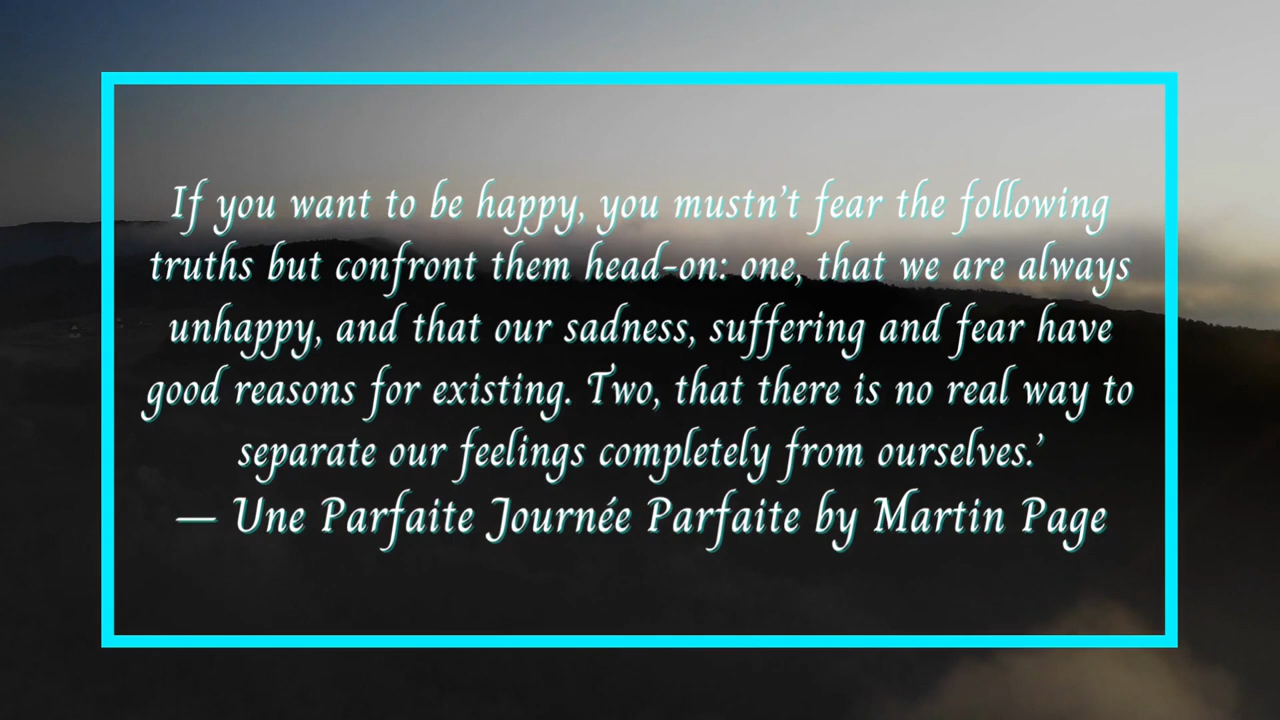 If you want to be happy, you mustn't fear the following
truths but confront them head-on: one, that we are always
unhappy, and that our sadness, suffering and fear have
good reasons for existing. Two, that there is no real way to
separate our feelings completely from ourselves.'
— Une Parfaite Journée Parfaite by Martin Page